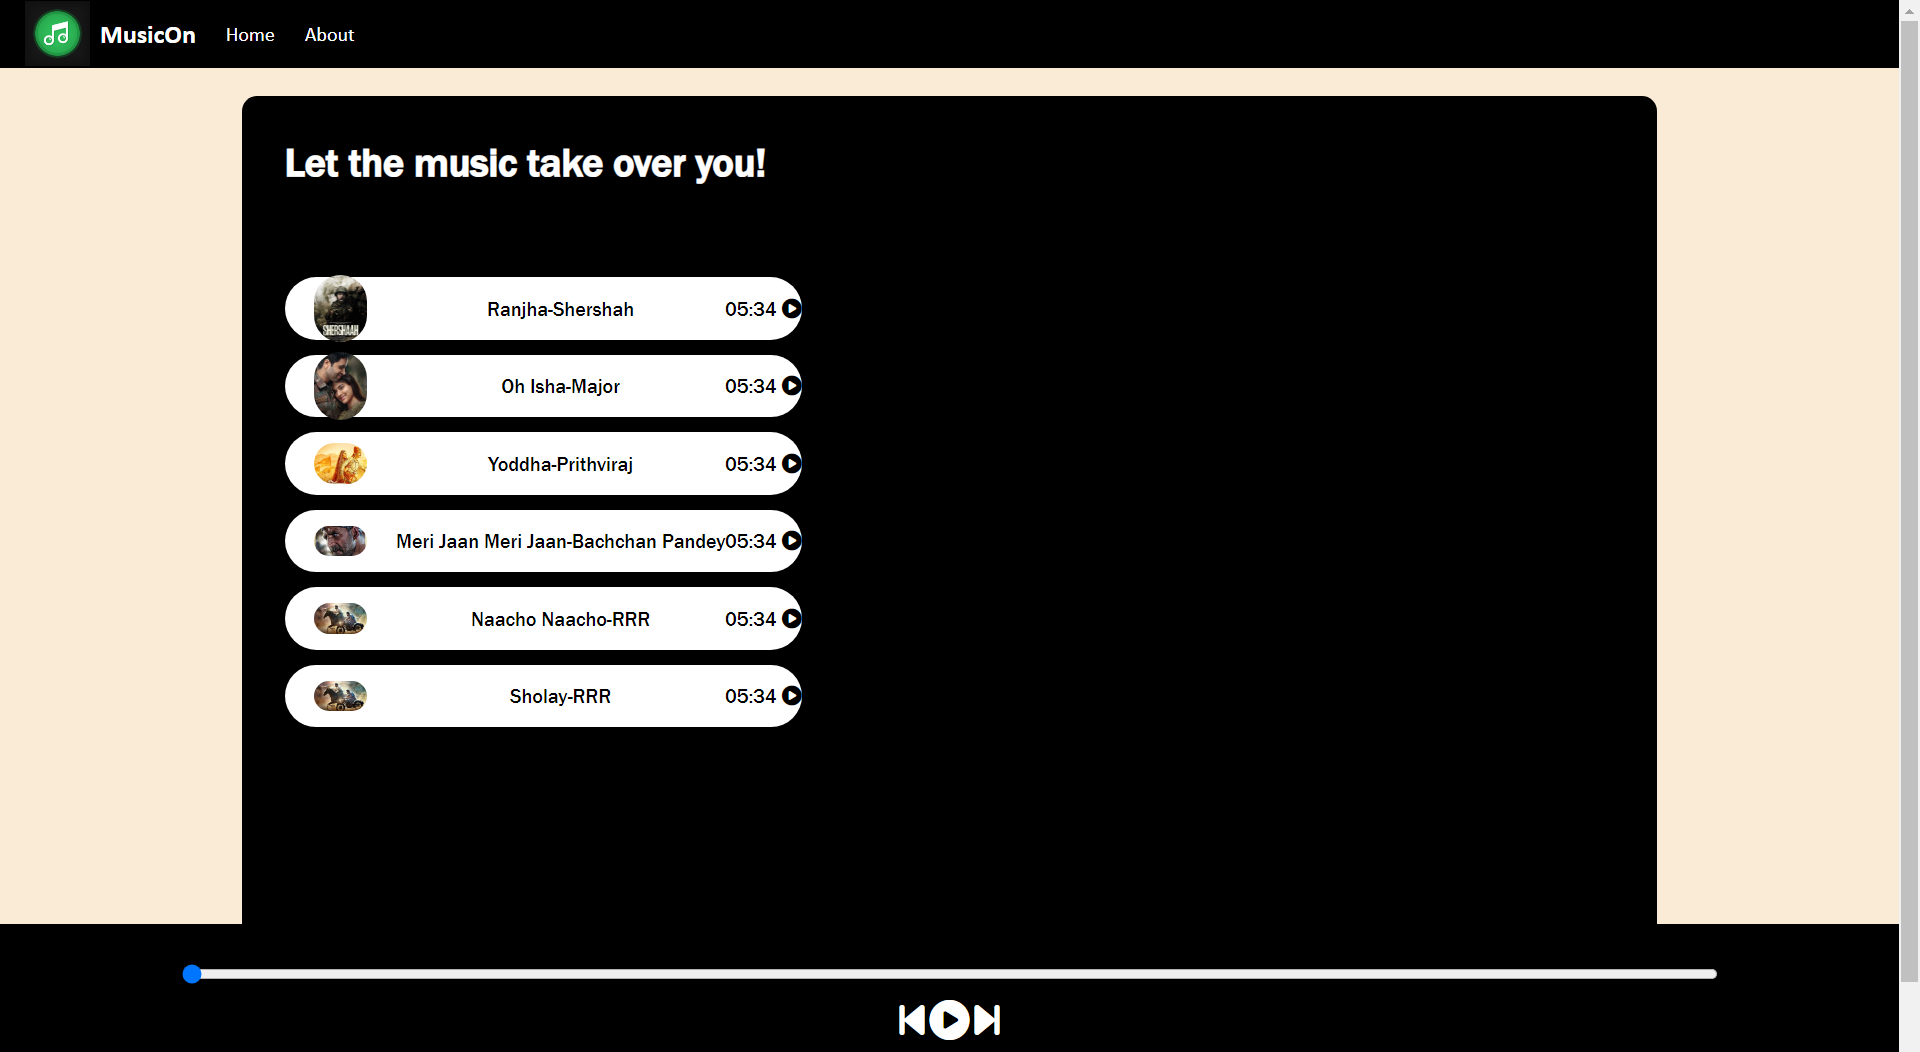 MusicOn Home About
Let the music take over you!
SHERSHAAH
Ranjha-Shershah 05:34
Oh Isha-Major 05:34
Yoddha-Prithviraj 05:34
Meri Jaan Meri Jaan-Bachchan Pandey05:34
Naacho Naacho-RRR 05:34
Sholay-RRR 05:34